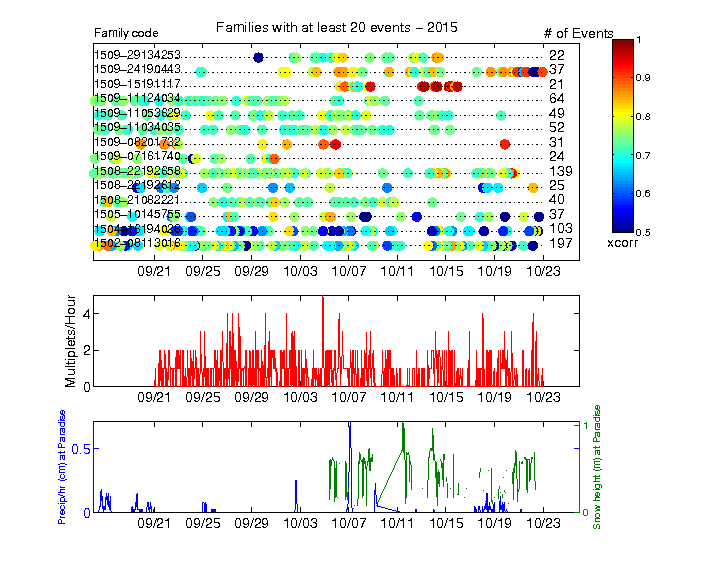 Families with at least 20 events – 2015
Family code
# of Events
1509–29134253 22
1509–24190443 37
1509–15191117 21
1509–11124034 64
1509–11053629 49
1509–11034035 52
1509–08201732 31
1509–07161740 24
1508–22192658 139
1508–22192612 25
1508–21082221 40
1505–10145755 37
1504–18194028 103
1502–08113018 197
09/21 09/25 09/29 10/03 10/07 10/11 10/15 10/19 10/23
1
0.9
0.8
0.7
0.6
0.5
xcorr
Multiplets/Hour
4
2
0
09/21 09/25 09/29 10/03 10/07 10/11 10/15 10/19 10/23
Precip/hr (cm) at Paradise
0.5
0
1
0
Snow height (m) at Paradise
09/21 09/25 09/29 10/03 10/07 10/11 10/15 10/19 10/23